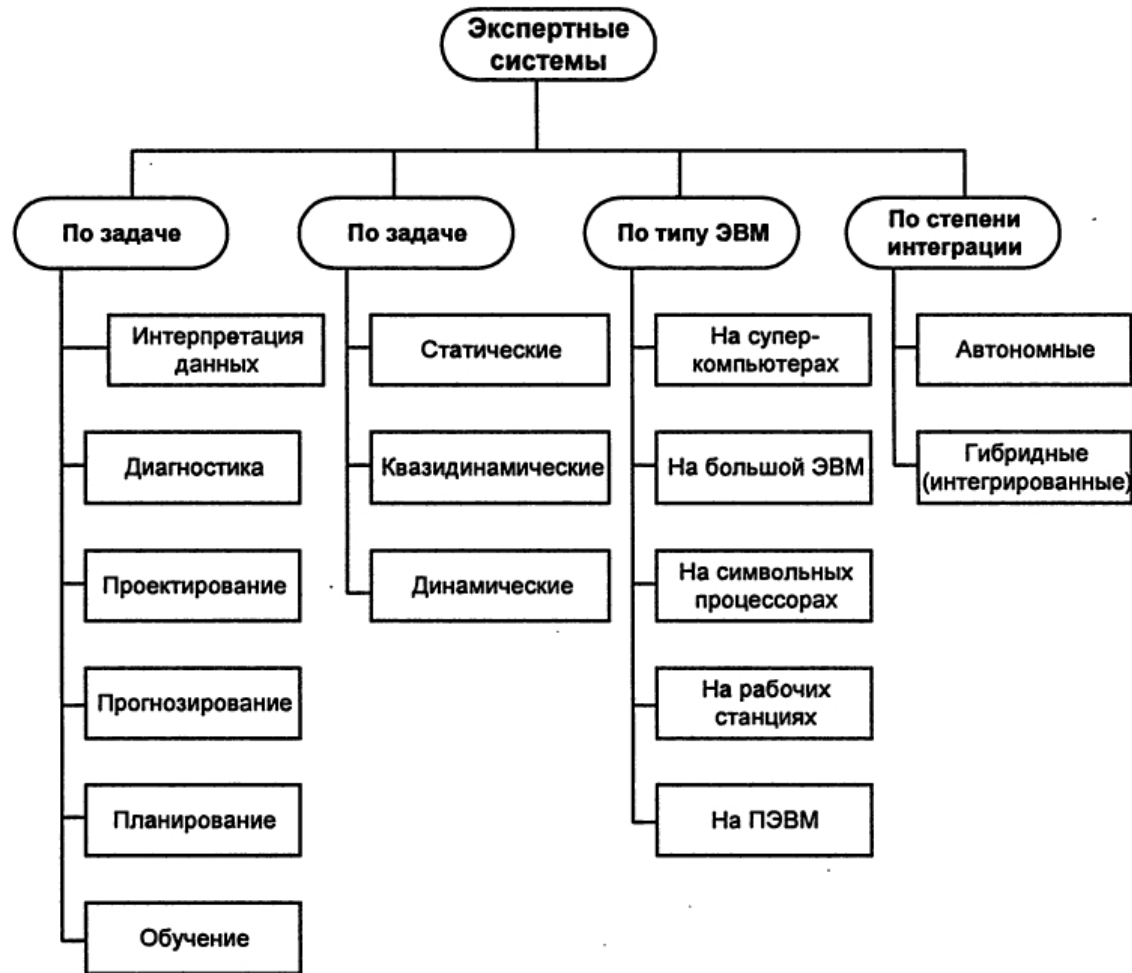 Экспертные
системы
По задаче
По задаче
По типу ЭВМ
По степени
интеграции
Интерпретация
данных
Диагностика
Проектирование
Прогнозирование
Планирование
Обучение
Статические
Квазидинамические
Динамические
На супер-
компьютерах
На большой ЭВМ
На символьных
процессорах
На рабочих
станциях
На ПЭВМ
Автономные
Гибридные
(интегрированные)